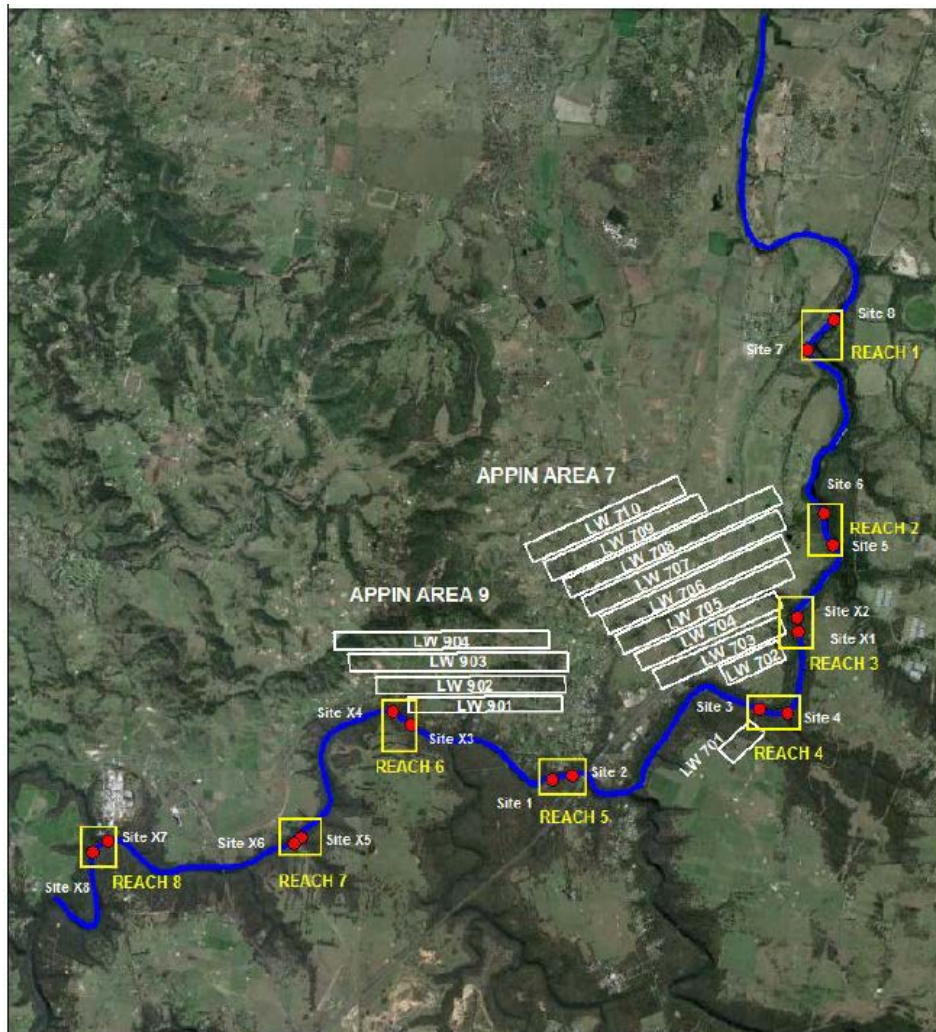 Site 8
Site 7
REACH 1
APPIN AREA 7
Site 6
LW 710
LW 709
REACH 2
LW 708
Site 5
LW 707
APPIN AREA 9
LW 706
LW 705
Site X2
LW 704
Site X1
LW 904
LW 703
LW 903
LW 702
REACH 3
LW 902
LW 901
Site X4
Site 3
Site 4
Site X3
REACH 4
LW 701
REACH 6
Site 2
Site 1
REACH 5
Site X7
Site X6
Site X5
REACH 7
REACH 8
Site X8